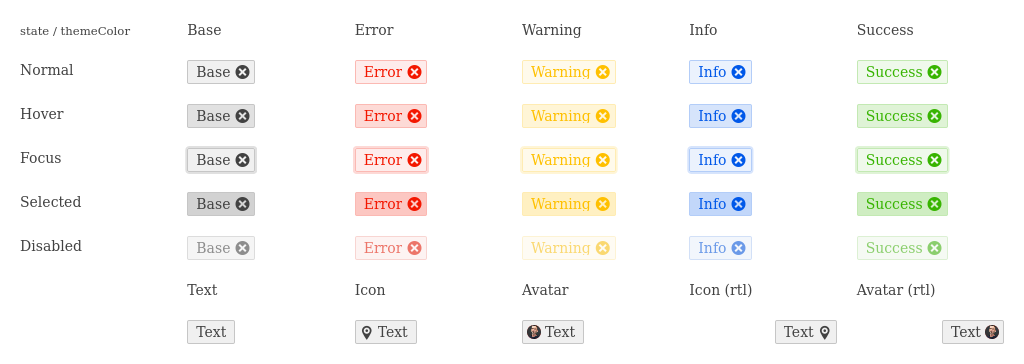 state / themeColor Base Error Warning Info Success
Normal Base Error Warning Info Success
Hover Base Error Warning Info Success
Focus Base Error Warning Info Success
Selected Base Error Warning Info Success
Disabled Base Error Warning Info Success
Text Icon Avatar Icon (rtl) Avatar (rtl)
Text Text Text Text Text